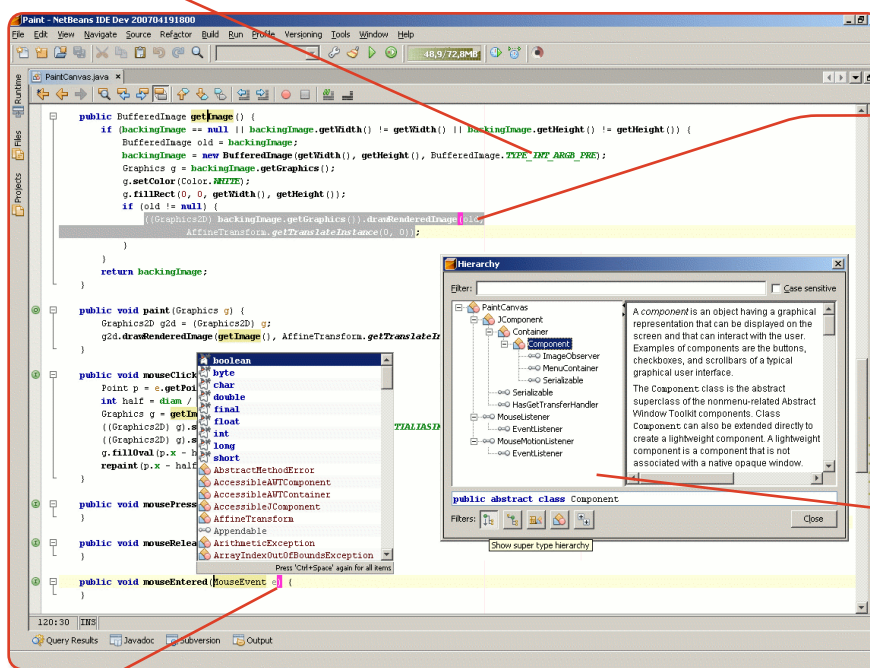 Paint - NetBeans IDE Dev 200704191800
File Edit View Navigate Source Refactor Build Run Profile Versioning Tools Window Help
48,9/72,8MB
PaintCanvas.java
Runtime
Files
Projects
public BufferedImage getImage() {
if (backingImage == null || backingImage.getWidth() != getWidth() || backingImage.getHeight() != getHeight()) {
BufferedImage old = backingImage;
backingImage = new BufferedImage(getWidth(), getHeight(), BufferedImage.TYPE_INT_ARGB_PRE);
Graphics g = backingImage.getGraphics();
g.setColor(Color.WHITE);
g.fillRect(0, 0, getWidth(), getHeight());
if (old != null) {
((Graphics2D) backingImage.getGraphics()).drawRenderedImage(old,
AffineTransform.getTranslateInstance(0, 0));
}
}
return backingImage;
}
public void paint(Graphics g) {
Graphics2D g2d = (Graphics2D) g;
g2d.drawRenderedImage(getImage(), AffineTransform.getTranslateIn
}
public void mouseClick
Point p = e.getPoi
int half = diam /
Graphics g = getIm
((Graphics2D) g).s
TIALIASIN
((Graphics2D) g).s
g.fillOval(p.x - h
repaint(p.x - half
}
public void mousePress
}
public void mouseRelea
}
public void mouseEntered(MouseEvent e) {
}
boolean
byte
char
double
final
float
int
long
short
AbstractMethodError
AccessibleAWTComponent
AccessibleAWTContainer
AccessibleJComponent
AffineTransform
Appendable
ArithmeticException
ArrayIndexOutOfBoundsException
Press 'Ctrl+Space' again for all items
Hierarchy
Filter:
Case sensitive
PaintCanvas
JComponent
Container
Component
ImageObserver
MenuContainer
Serializable
Serializable
HasGetTransferHandler
MouseListener
EventListener
MouseMotionListener
EventListener
A component is an object having a graphical
representation that can be displayed on the
screen and that can interact with the user.
Examples of components are the buttons,
checkboxes, and scrollbars of a typical
graphical user interface.
The Component class is the abstract
superclass of the nonmenu-related Abstract
Window Toolkit components. Class
Component can also be extended directly to
create a lightweight component. A lightweight
component is a component that is not
associated with a native opaque window.
public abstract class Component
Filters:
Close
Show super type hierarchy
120:30 INS
Query Results Javadoc Subversion Output